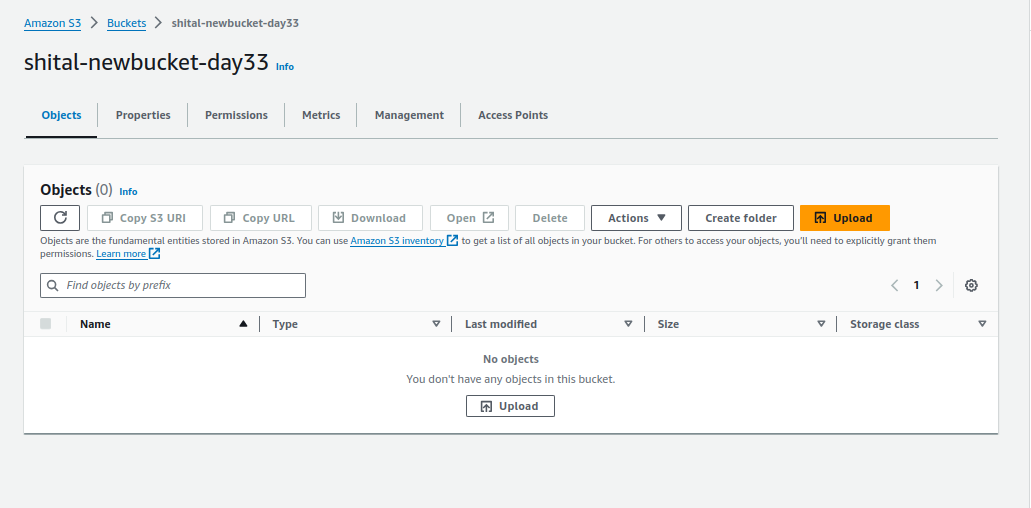 Amazon S3 > Buckets > shital-newbucket-day33
shital-newbucket-day33 Info
Objects Properties Permissions Metrics Management Access Points
Objects (0) Info
Copy S3 URI Copy URL Download Open Delete Actions Create folder Upload
Objects are the fundamental entities stored in Amazon S3. You can use Amazon S3 inventory to get a list of all objects in your bucket. For others to access your objects, you'll need to explicitly grant them
permissions. Learn more
Find objects by prefix 1
Name Type Last modified Size Storage class
No objects
You don't have any objects in this bucket.
Upload